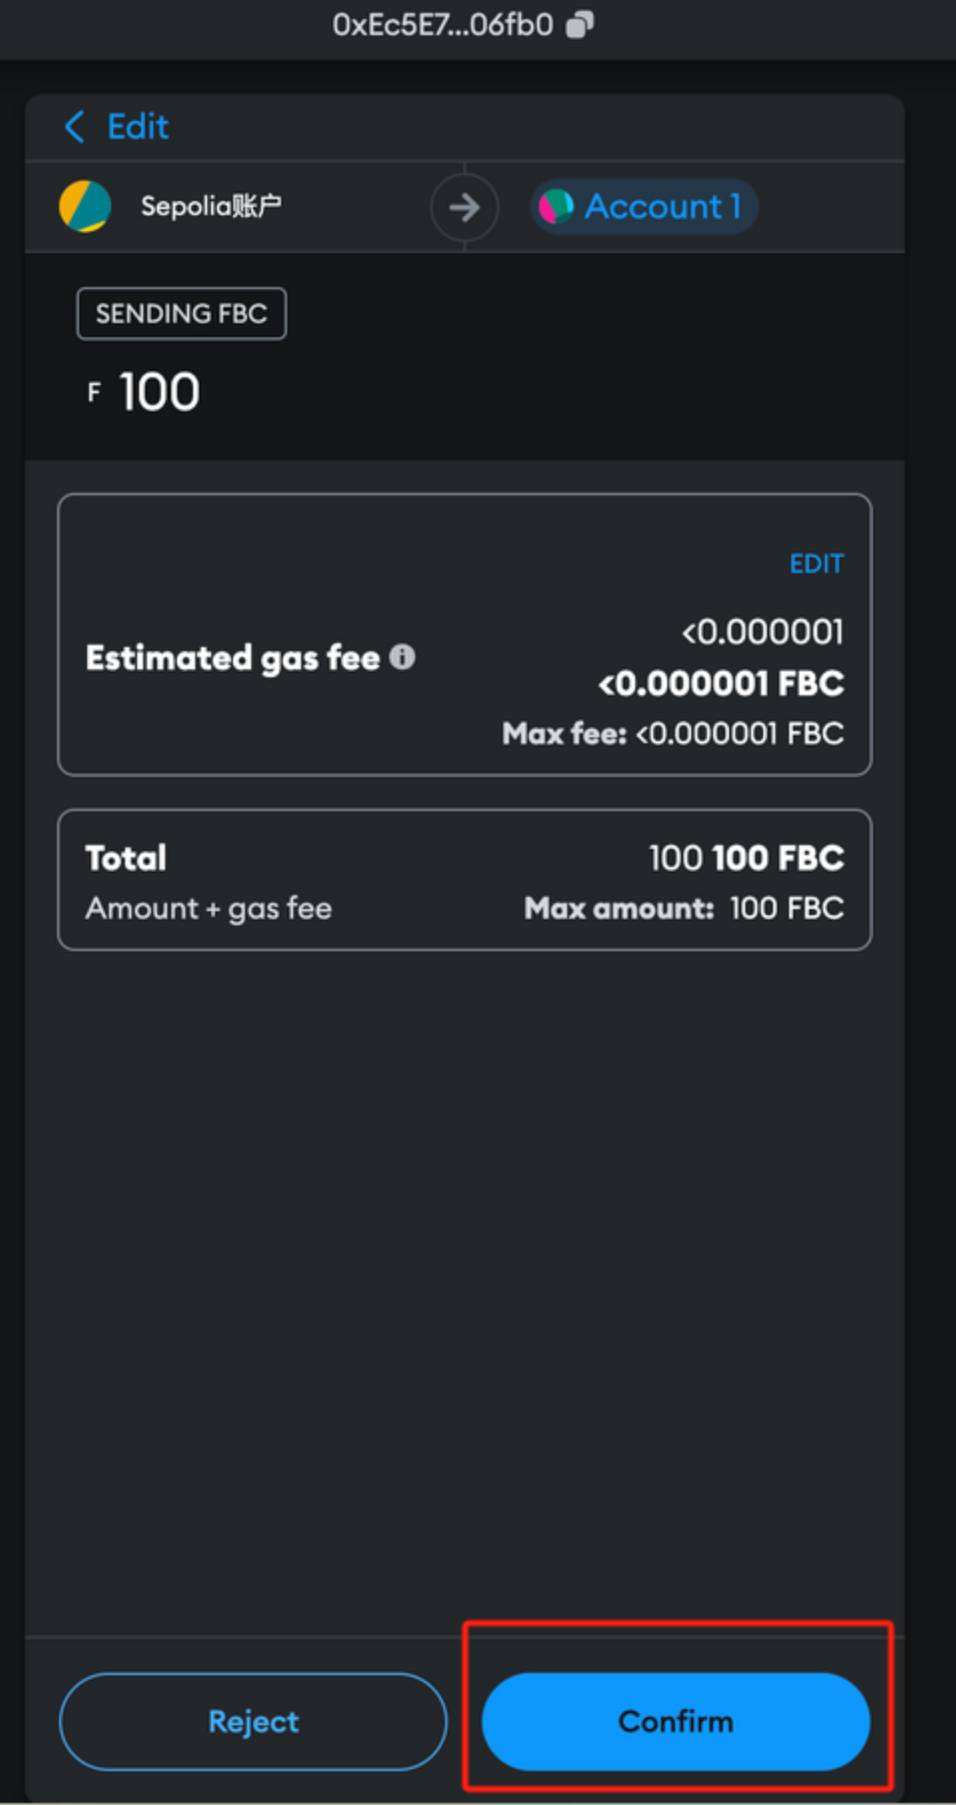 0xEc5E7...06fb0
Edit
Sepolia账户
Account 1
SENDING FBC
F 100
EDIT
<0.000001
Estimated gas fee
<0.000001 FBC
Max fee: <0.000001 FBC
Total 100 100 FBC
Amount + gas fee Max amount: 100 FBC
Reject Confirm